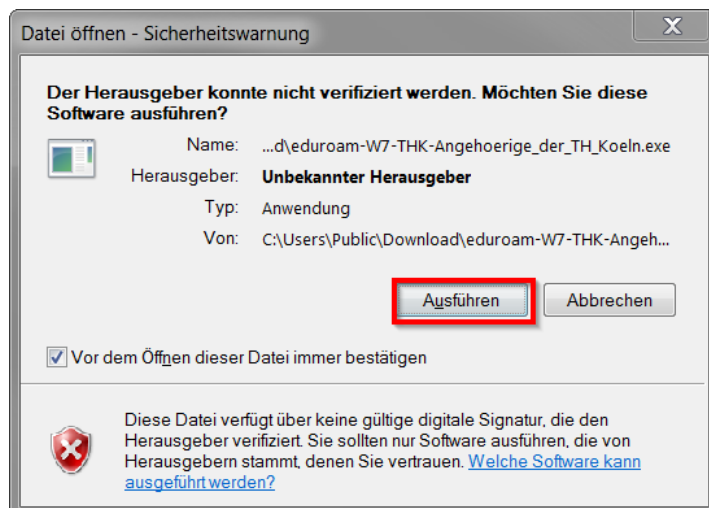 Datei öffnen - Sicherheitswarnung
Der Herausgeber konnte nicht verifiziert werden. Möchten Sie diese
Software ausführen?
Name: ...d\eduroam-W7-THK-Angehoerige_der_TH_Koeln.exe
Herausgeber: Unbekannter Herausgeber
Typ: Anwendung
Von: C:\Users\Public\Download\eduroam-W7-THK-Angeh...
Ausführen Abbrechen
Vor dem Öffnen dieser Datei immer bestätigen
Diese Datei verfügt über keine gültige digitale Signatur, die den
Herausgeber verifiziert. Sie sollten nur Software ausführen, die von
Herausgebern stammt, denen Sie vertrauen. Welche Software kann
ausgeführt werden?